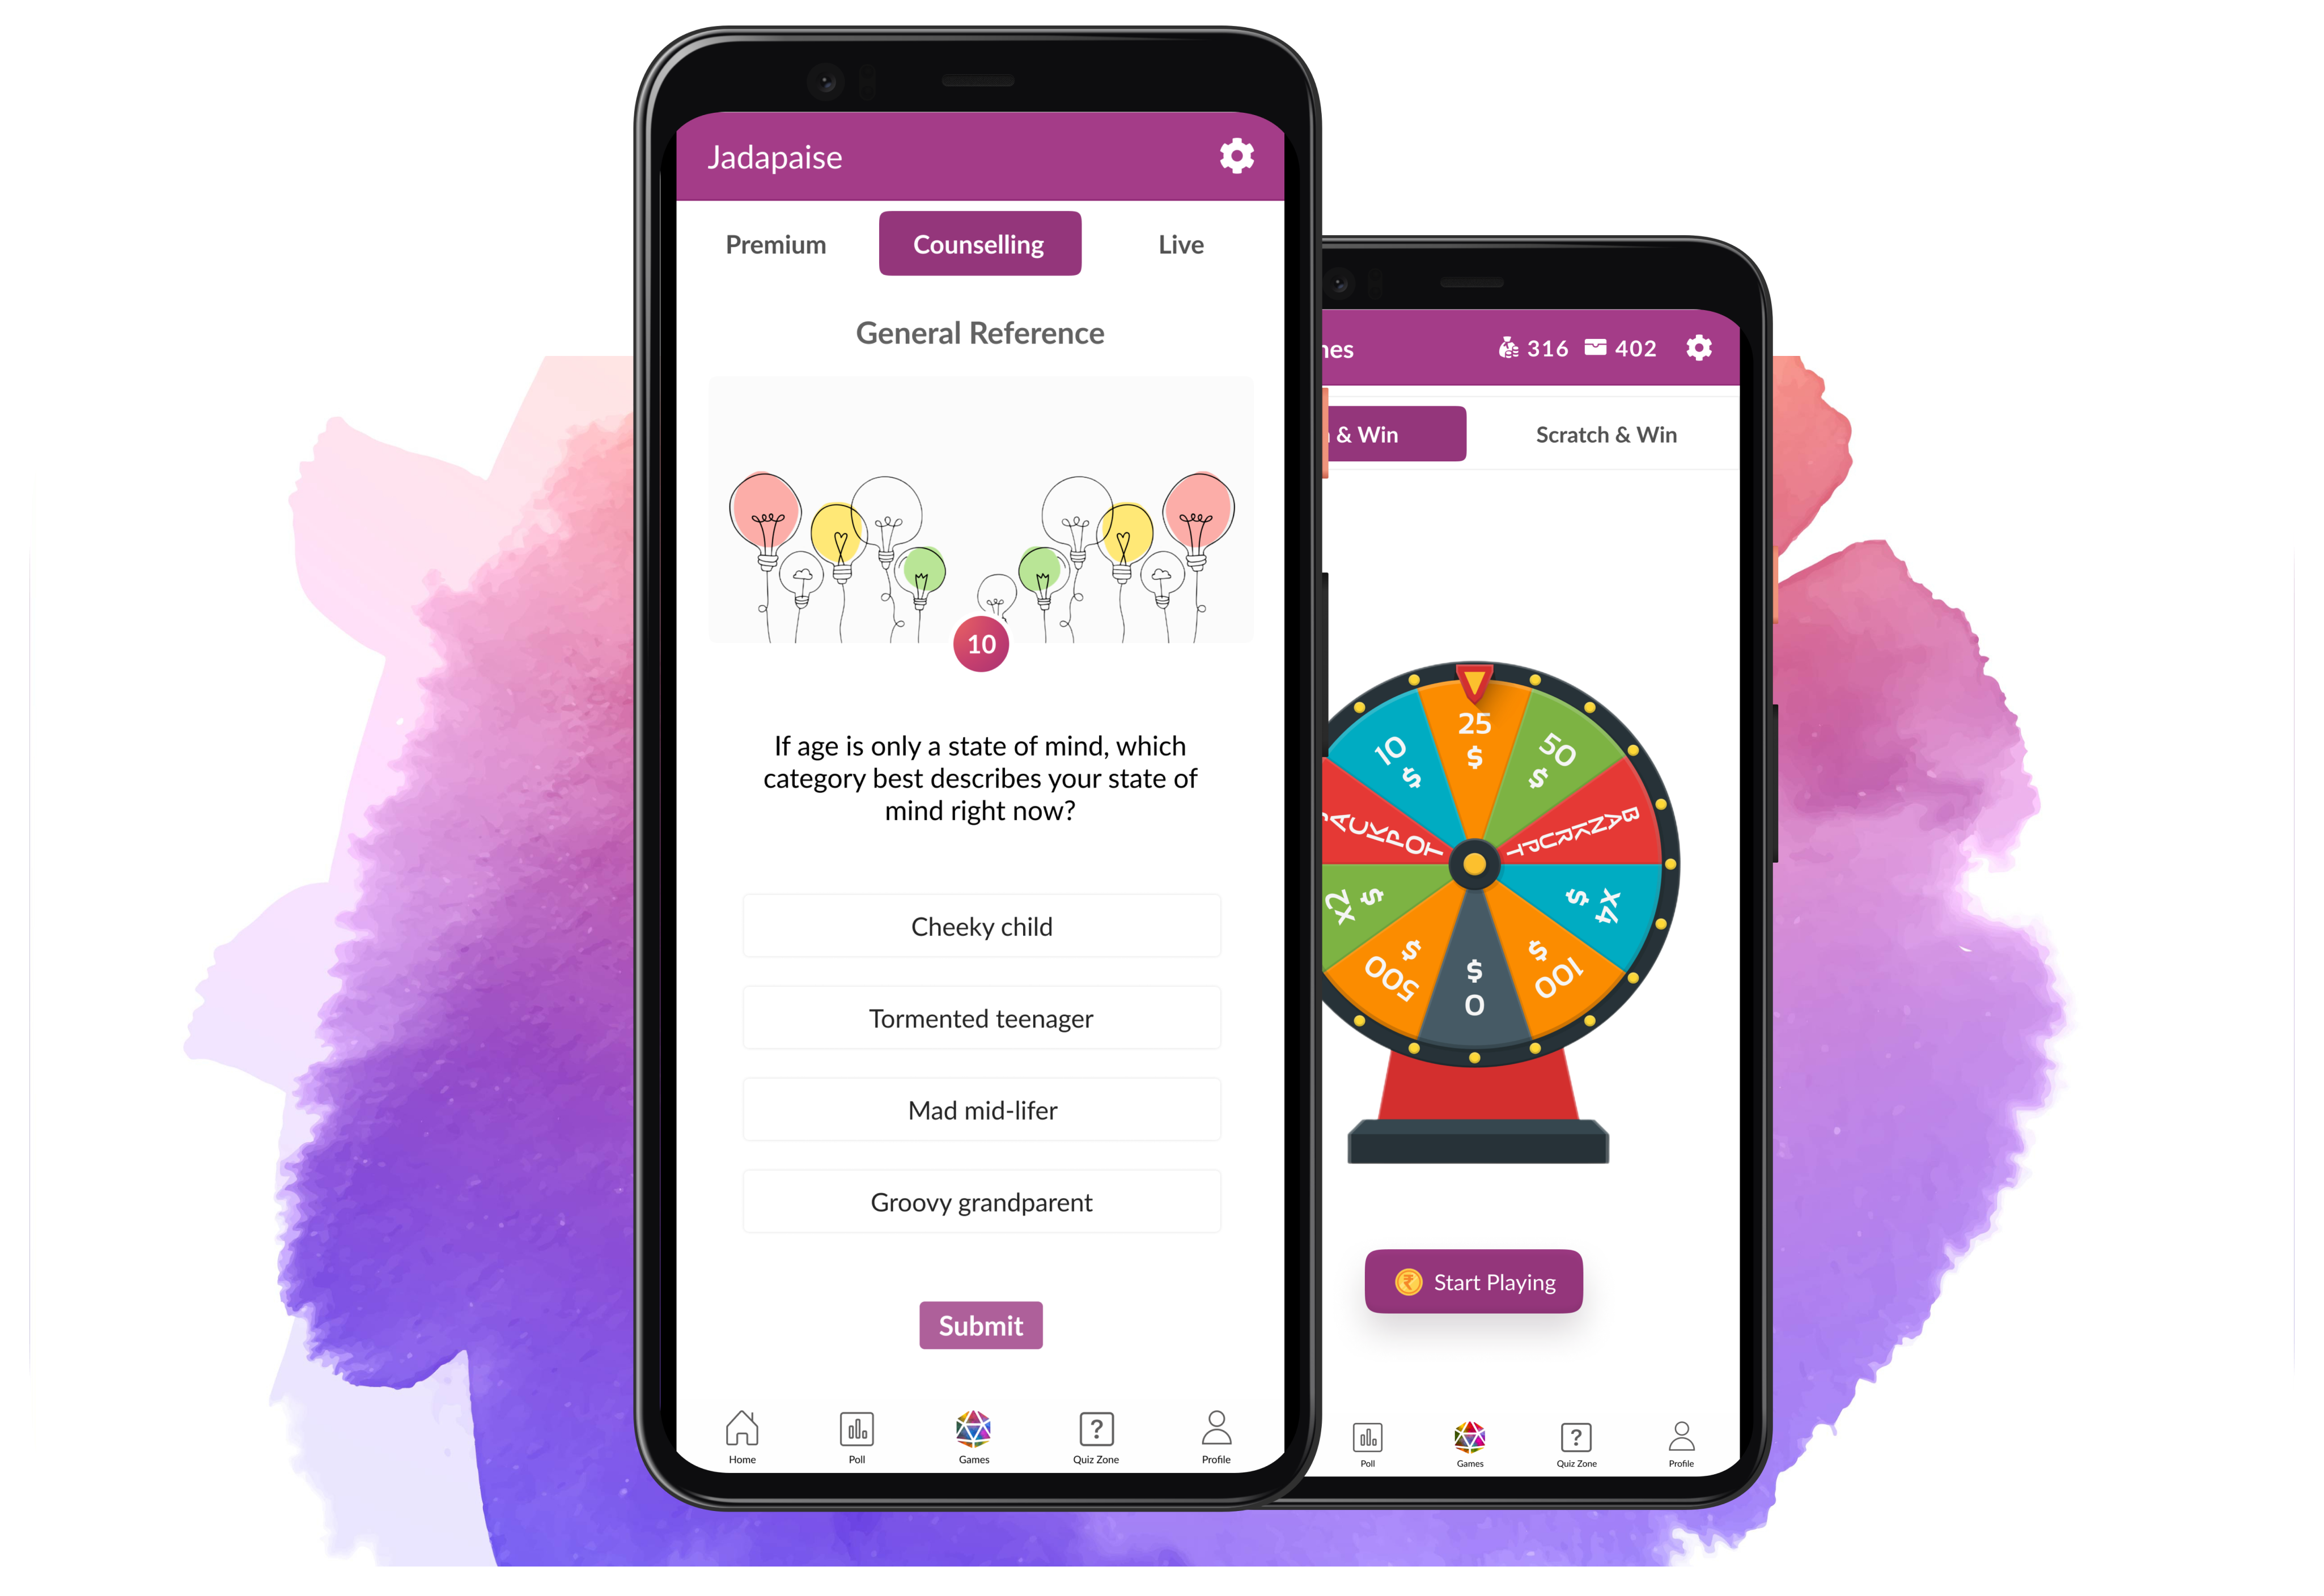 Jadapaise
Premium Counselling Live
General Reference
10
If age is only a state of mind, which
category best describes your state of
mind right now?
Cheeky child
Tormented teenager
Mad mid-lifer
Groovy grandparent
Submit
Home Poll Games Quiz Zone Profile
316 402
& Win Scratch & Win
25
$
50
$
BANKRUPT
x4
$
100
$
0
$
500
$
x2
$
ACKPOT
10
$
₹ Start Playing
Poll Games Quiz Zone Profile